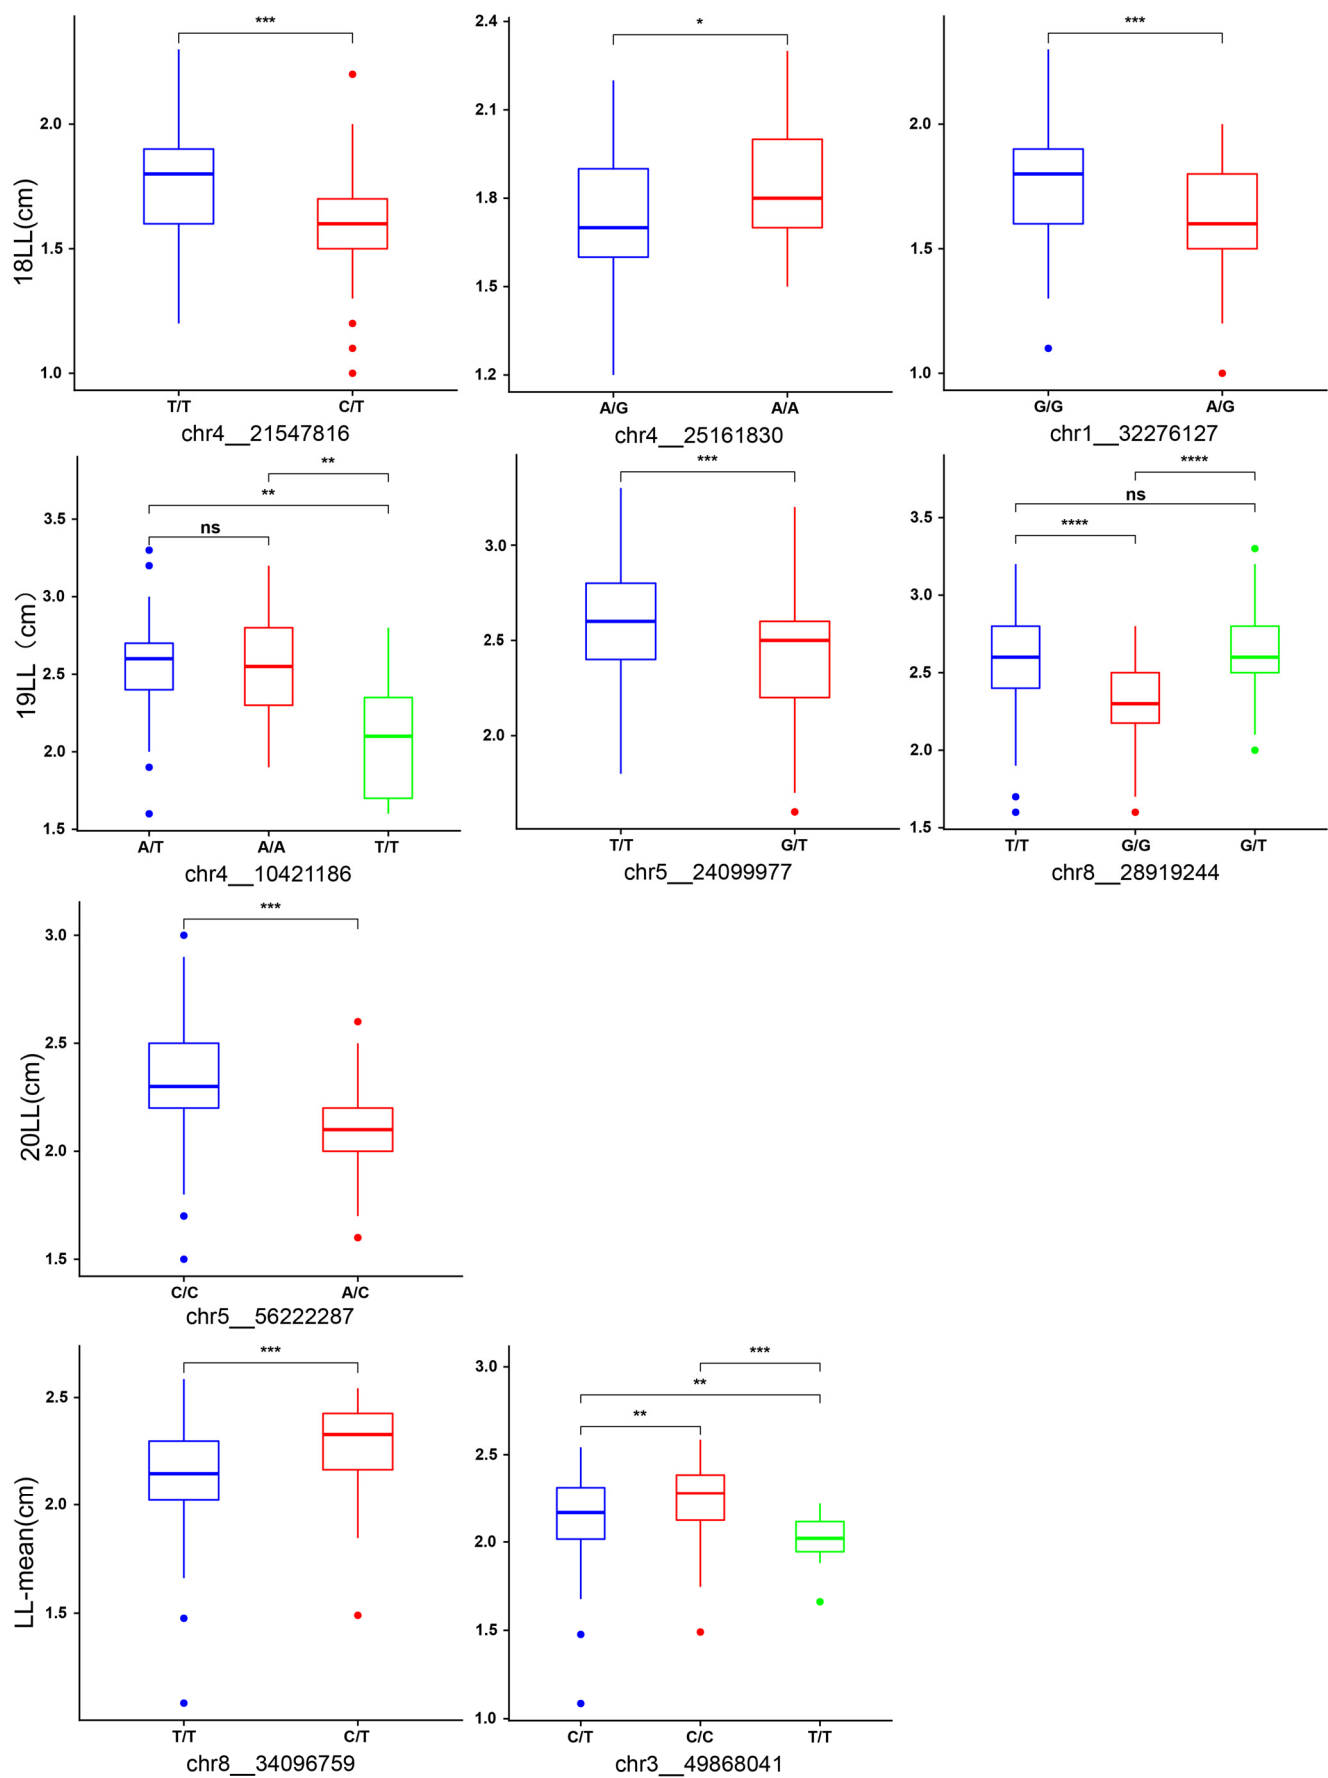 *** * ***
18LL(cm)
2.0 1.5 1.0
T/T C/T
chr4__21547816
2.4 2.1 1.8 1.5 1.2
A/G A/A
chr4__25161830
2.0 1.5 1.0
G/G A/G
chr1__32276127
19LL（cm）
** ** ns
3.5 3.0 2.5 2.0 1.5
A/T A/A T/T
chr4__10421186
***
3.0 2.5 2.0
T/T G/T
chr5__24099977
**** ns ****
3.5 3.0 2.5 2.0 1.5
T/T G/G G/T
chr8__28919244
20LL(cm)
***
3.0 2.5 2.0 1.5
C/C A/C
chr5__56222287
LL-mean(cm)
***
2.5 2.0 1.5
T/T C/T
chr8__34096759
*** ** **
3.0 2.5 2.0 1.5 1.0
C/T C/C T/T
chr3__49868041